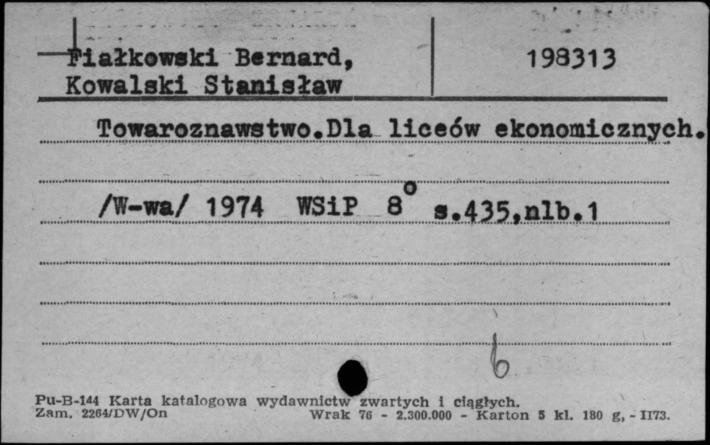 Fiałkowski Bernard,
198313
Kowalski Stanisław
Towaroznawstwo.Dla liceów ekonomicznych.
/W-wa/ 1974 WSiP 8° s.435,nlb.1
6
Pu-B-144 Karta katalogowa wydawnictw zwartych i ciągłych.
Zam. 2264/DW/On Wrak 76 - 2.300.000 - Karton 5 kl. 180 g, - II73.